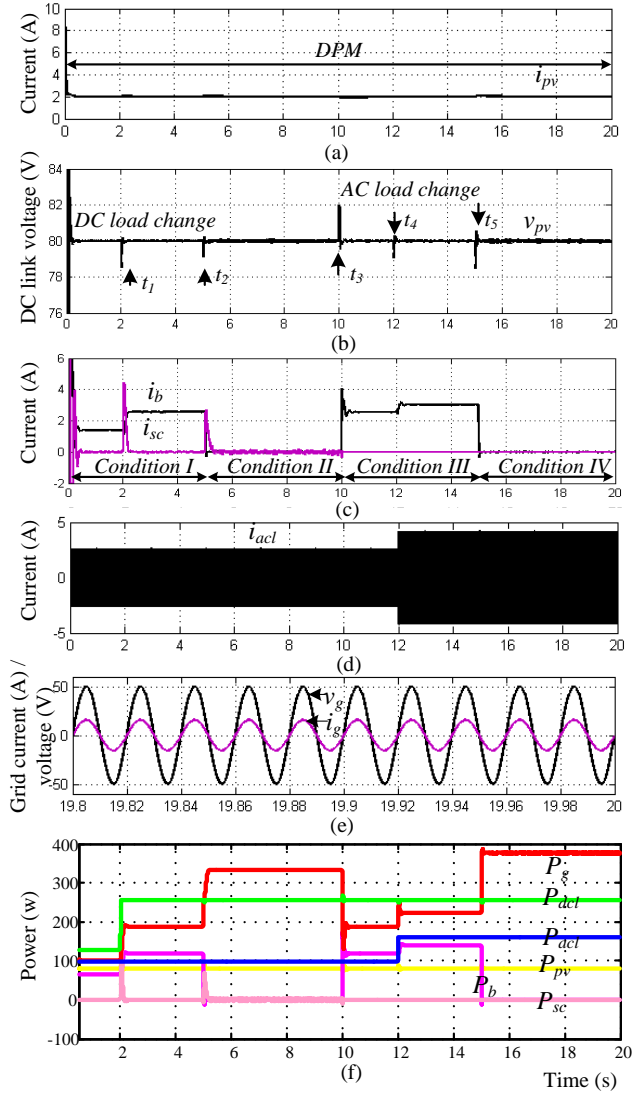 Current (A)
10
8
6
4
2
0
DPM
i_pv
0 2 4 6 8 10 12 14 16 18 20
(a)
DC link voltage (V)
84
82
80
78
76
DC load change
AC load change
t_1
t_2
t_3
t_4
t_5
v_pv
0 2 4 6 8 10 12 14 16 18 20
(b)
Current (A)
6
4
2
0
-2
i_b
i_sc
Condition I
Condition II
Condition III
Condition IV
0 2 4 6 8 10 12 14 16 18 20
(c)
Current (A)
5
0
-5
i_acl
0 2 4 6 8 10 12 14 16 18 20
(d)
Grid current (A) /
voltage (V)
50
0
-50
v_g
i_g
19.8 19.82 19.84 19.86 19.88 19.9 19.92 19.94 19.96 19.98 20
(e)
Power (w)
400
300
200
100
0
-100
P_g
P_dcl
P_dcl
P_pv
P_b
P_sc
2 4 6 8 10 12 14 16 18 20
(f)
Time (s)